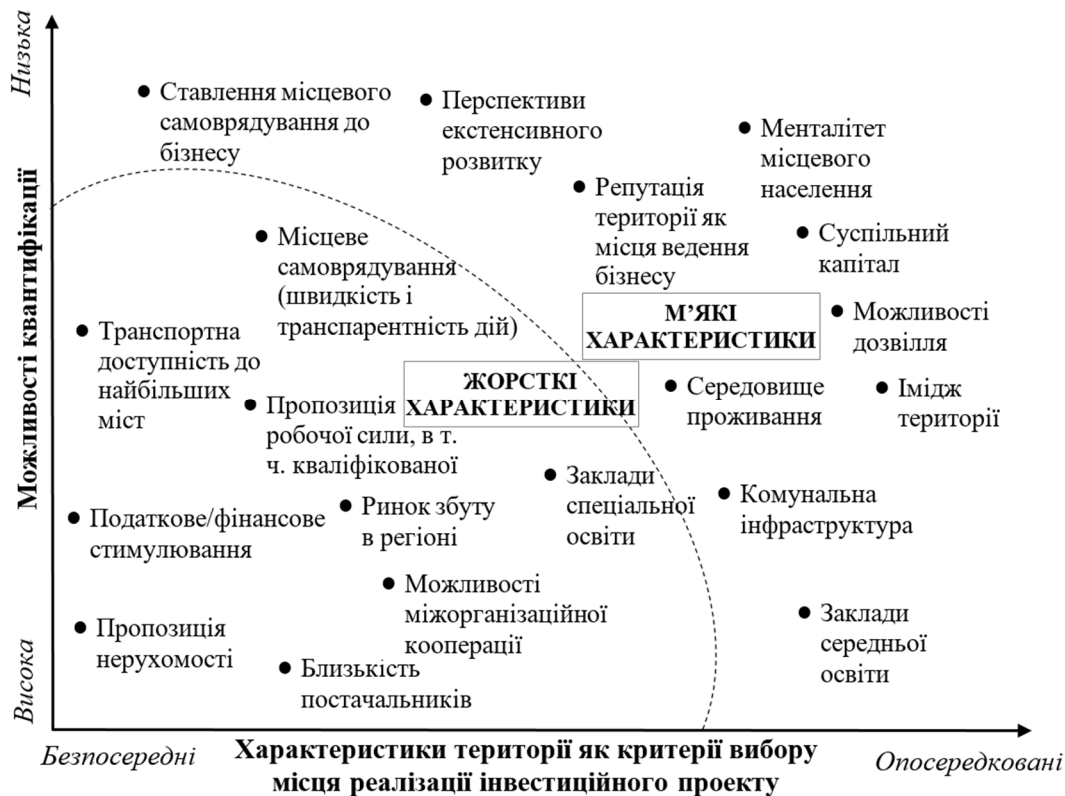 Низька
Можливості квантифікації
Висока
Ставлення місцевого
самоврядування до
бізнесу
Перспективи
екстенсивного
розвитку
Менталітет
місцевого
населення
Репутація
території як
місця ведення
бізнесу
Суспільний
капітал
Місцеве
самоврядування
(швидкість і
транспарентність дій)
М’ЯКІ
ХАРАКТЕРИСТИКИ
Можливості
дозвілля
Транспортна
доступність до
найбільших
міст
ЖОРСТКІ
ХАРАКТЕРИСТИКИ
Середовище
проживання
Імідж
території
Пропозиція
робочої сили, в т.
ч. кваліфікованої
Заклади
спеціальної
освіти
Комунальна
інфраструктура
Податкове/фінансове
стимулювання
Ринок збуту
в регіоні
Можливості
міжорганізаційної
кооперації
Заклади
середньої
освіти
Пропозиція
нерухомості
Близькість
постачальників
Безпосередні
Характеристики території як критерії вибору
місця реалізації інвестиційного проекту
Опосередковані